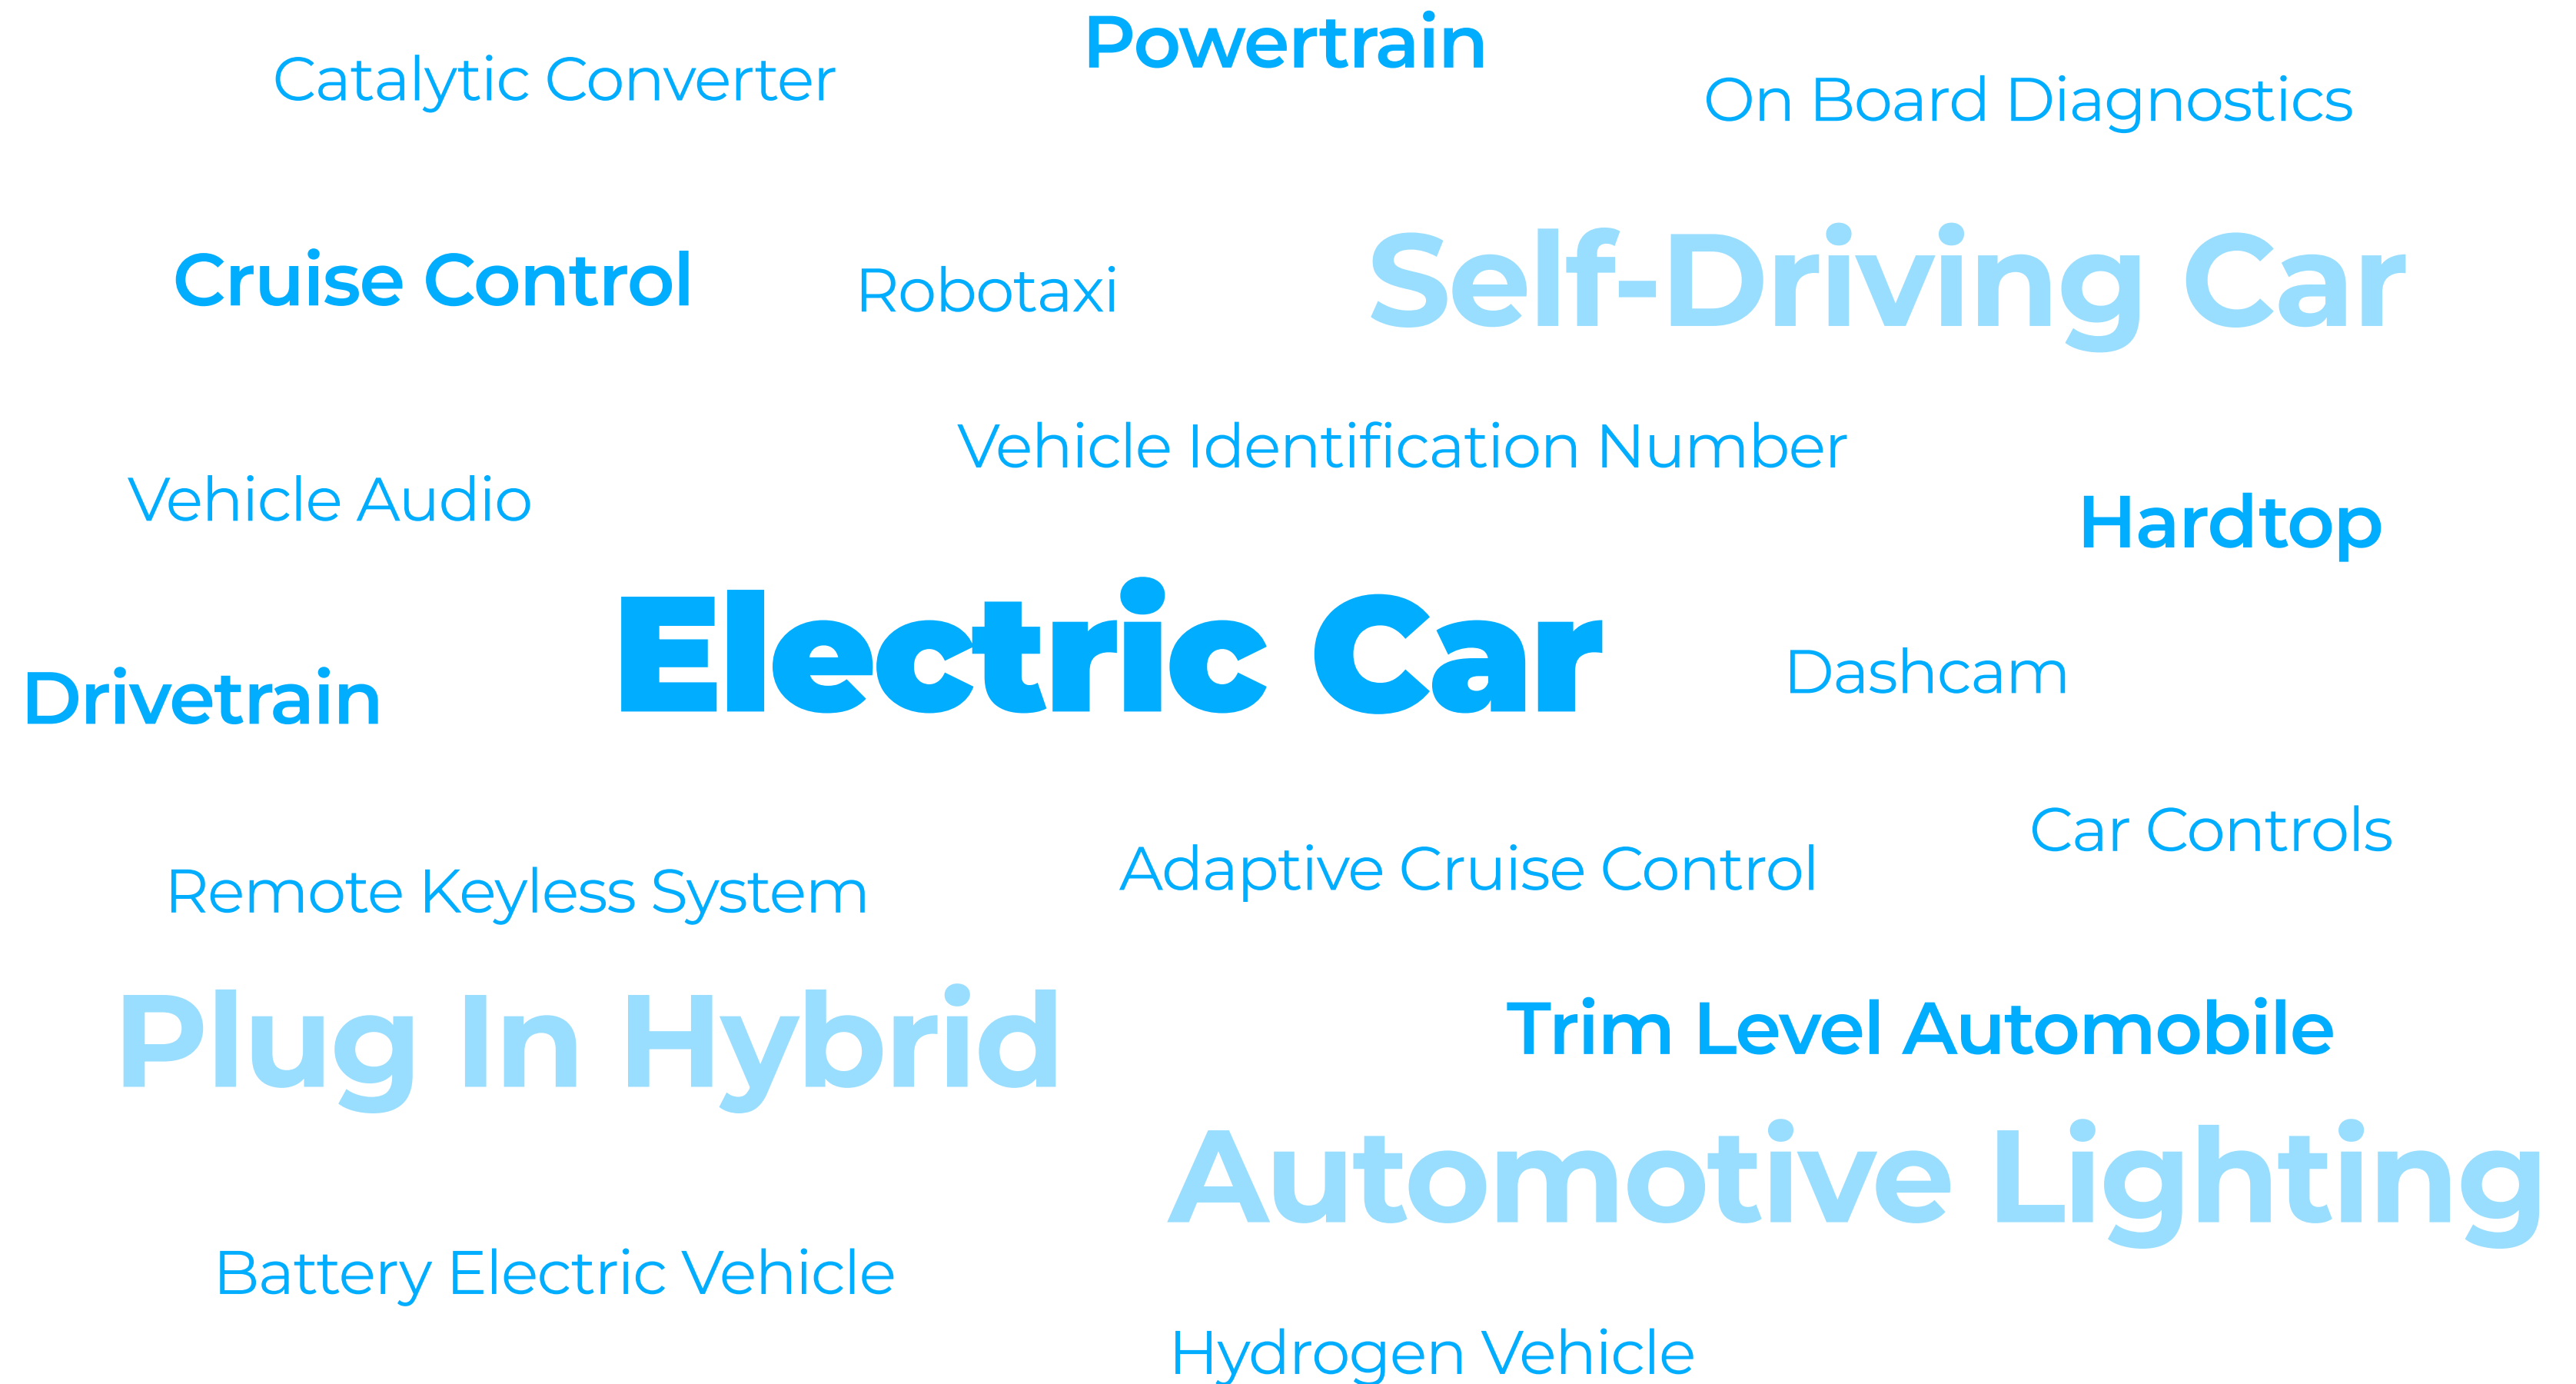 Powertrain
Catalytic Converter
On Board Diagnostics
Self-Driving Car
Cruise Control
Robotaxi
Vehicle Identification Number
Vehicle Audio
Hardtop
Electric Car
Dashcam
Drivetrain
Car Controls
Adaptive Cruise Control
Remote Keyless System
Plug In Hybrid
Trim Level Automobile
Automotive Lighting
Battery Electric Vehicle
Hydrogen Vehicle